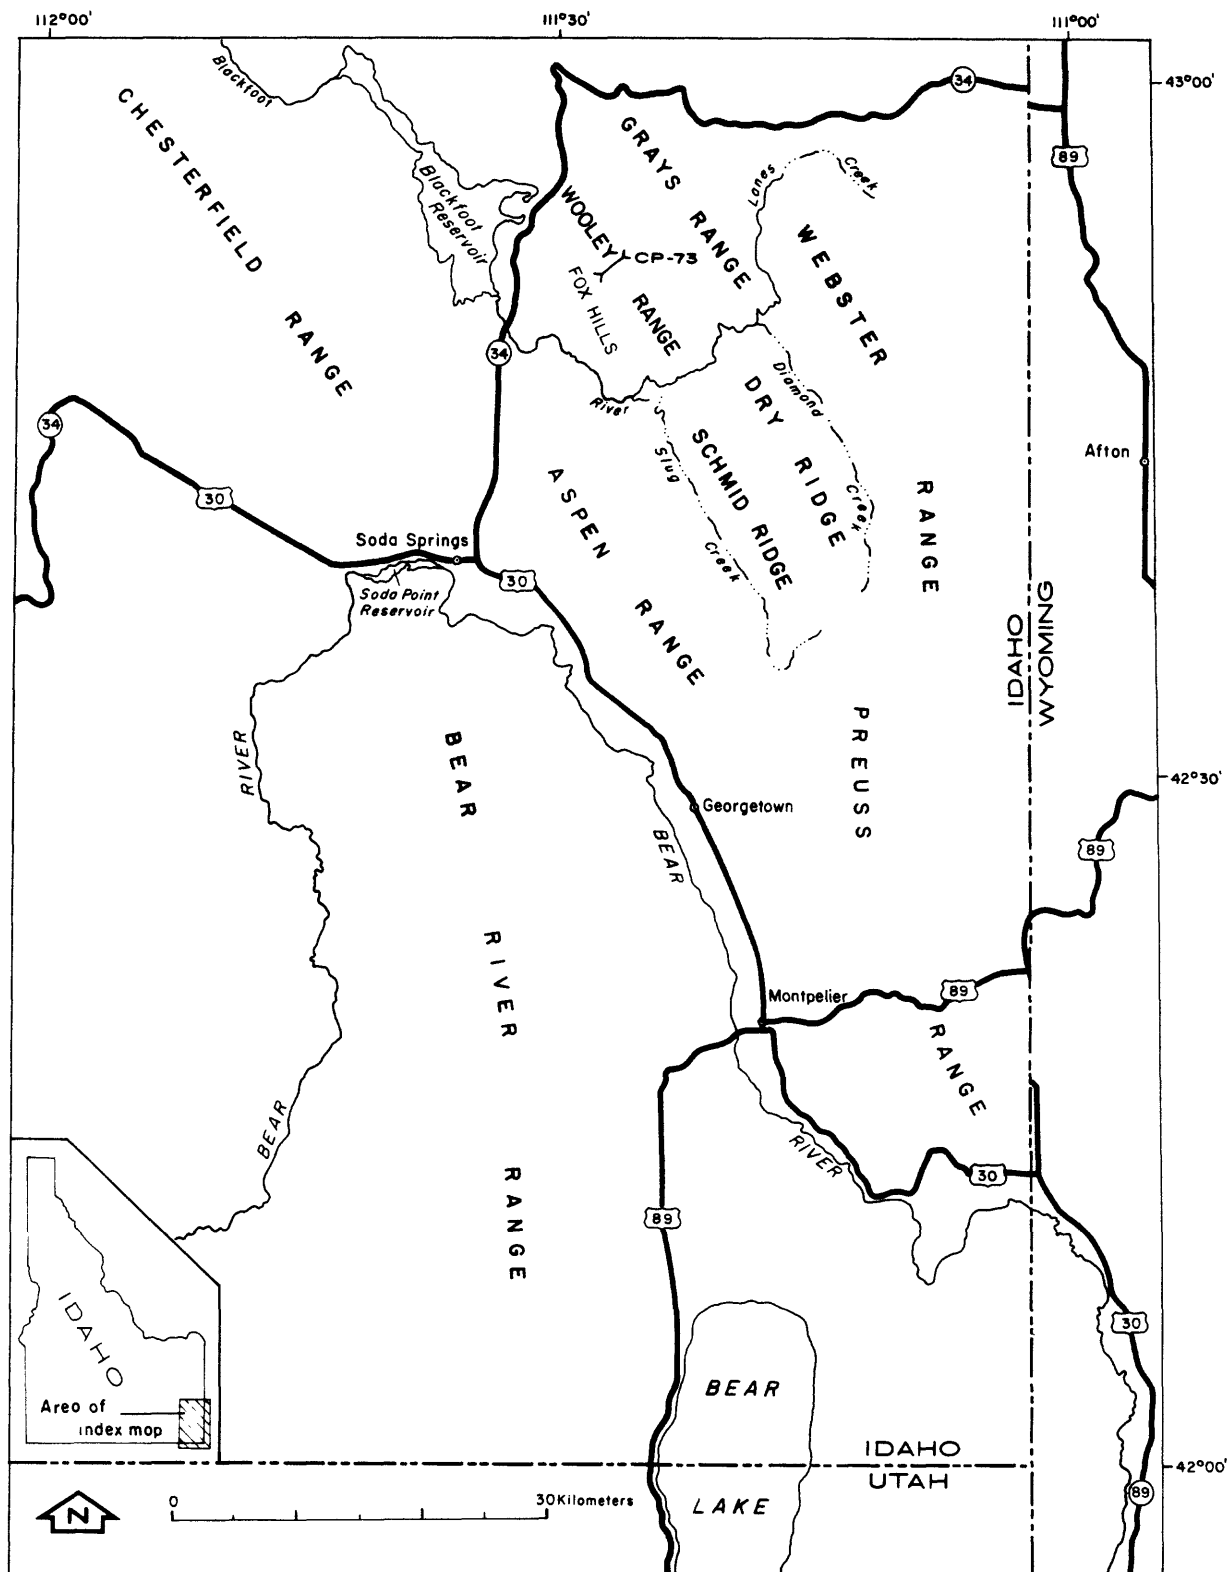 112°00'
111°30'
111°00'
43°00'
34
89
Blackfoot
CHESTERFIELD RANGE
Blackfoot
Reservoir
GRAYS RANGE
Lanes Creek
WOOLEY RANGE
CP-73
FOX HILLS
WEBSTER
34
River
Diamond Creek
DRY RIDGE
SCHMID RIDGE
Slug Creek
34
30
ASPEN RANGE
RANGE
Afton
Soda Springs
30
Soda Point
Reservoir
IDAHO
WYOMING
RIVER
BEAR RIVER RANGE
PREUSS
42°30'
Georgetown
BEAR
89
Montpelier
89
RANGE
BEAR
RIVER
30
89
30
IDAHO
Area of
index mop
BEAR
LAKE
IDAHO
UTAH
42°00'
89
N
0
30 Kilometers